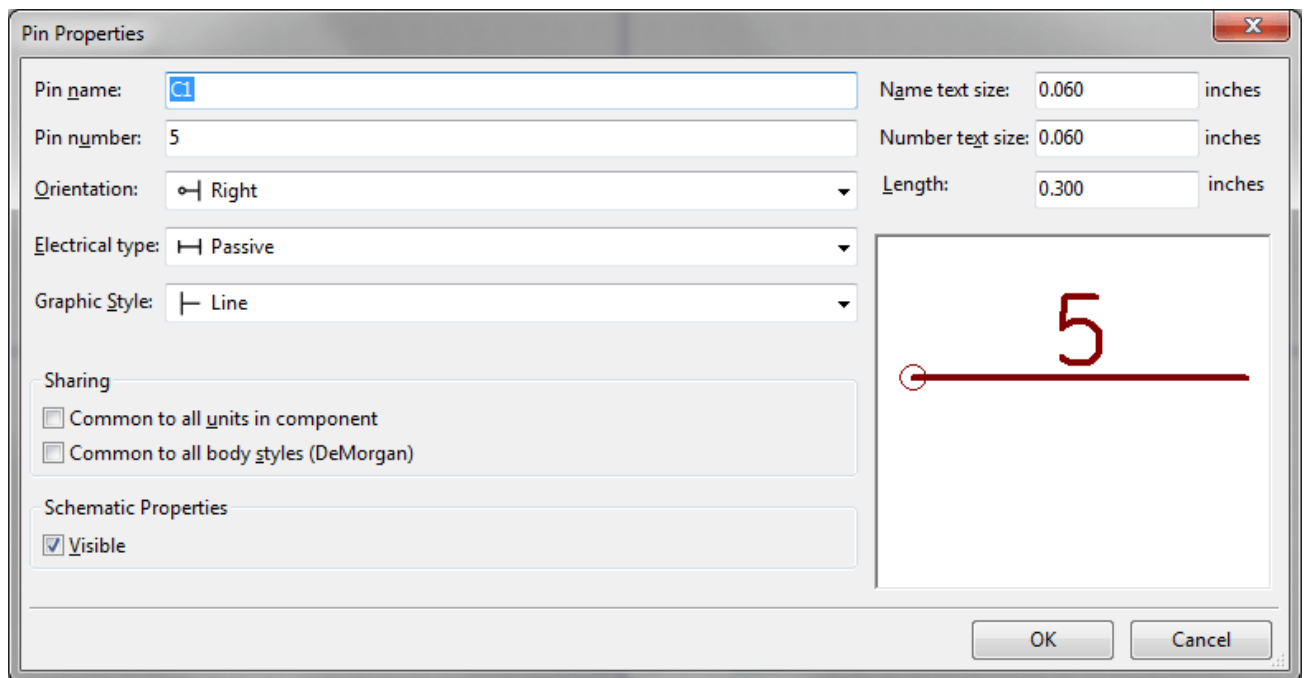 Pin Properties
Pin name: C1 Name text size: 0.060 inches
Pin number: 5 Number text size: 0.060 inches
Orientation: Right Length: 0.300 inches
Electrical type: Passive
Graphic Style: Line
5
Sharing
Common to all units in component
Common to all body styles (DeMorgan)
Schematic Properties
Visible
OK Cancel